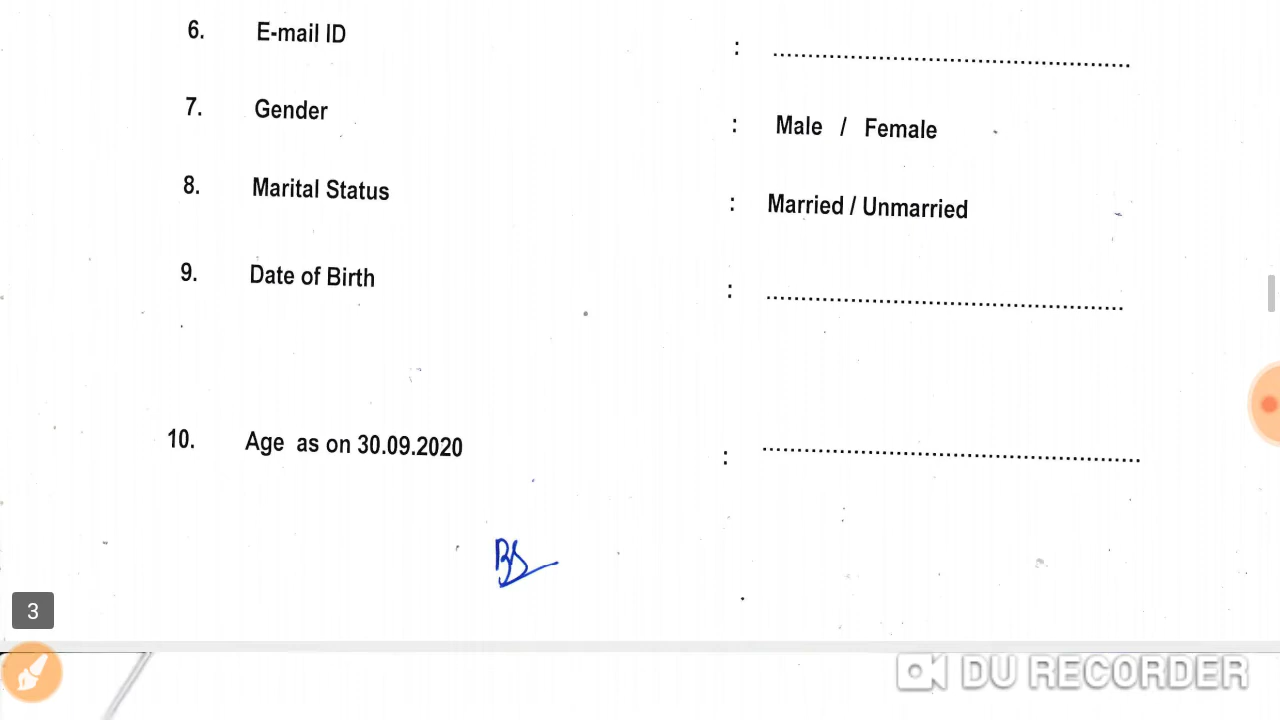 6. E-mail ID : ....................................................
7. Gender : Male / Female
8. Marital Status : Married / Unmarried
9. Date of Birth : ....................................................
10. Age as on 30.09.2020 : ......................................................
3
DU RECORDER